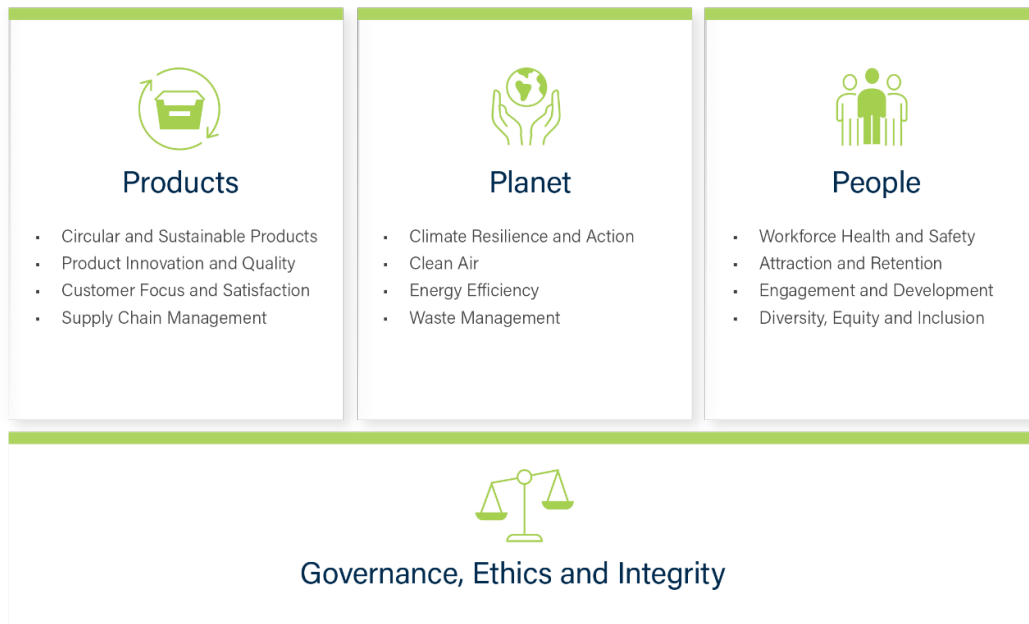 Products
• Circular and Sustainable Products
• Product Innovation and Quality
• Customer Focus and Satisfaction
• Supply Chain Management
Planet
• Climate Resilience and Action
• Clean Air
• Energy Efficiency
• Waste Management
People
• Workforce Health and Safety
• Attraction and Retention
• Engagement and Development
• Diversity, Equity and Inclusion
Governance, Ethics and Integrity